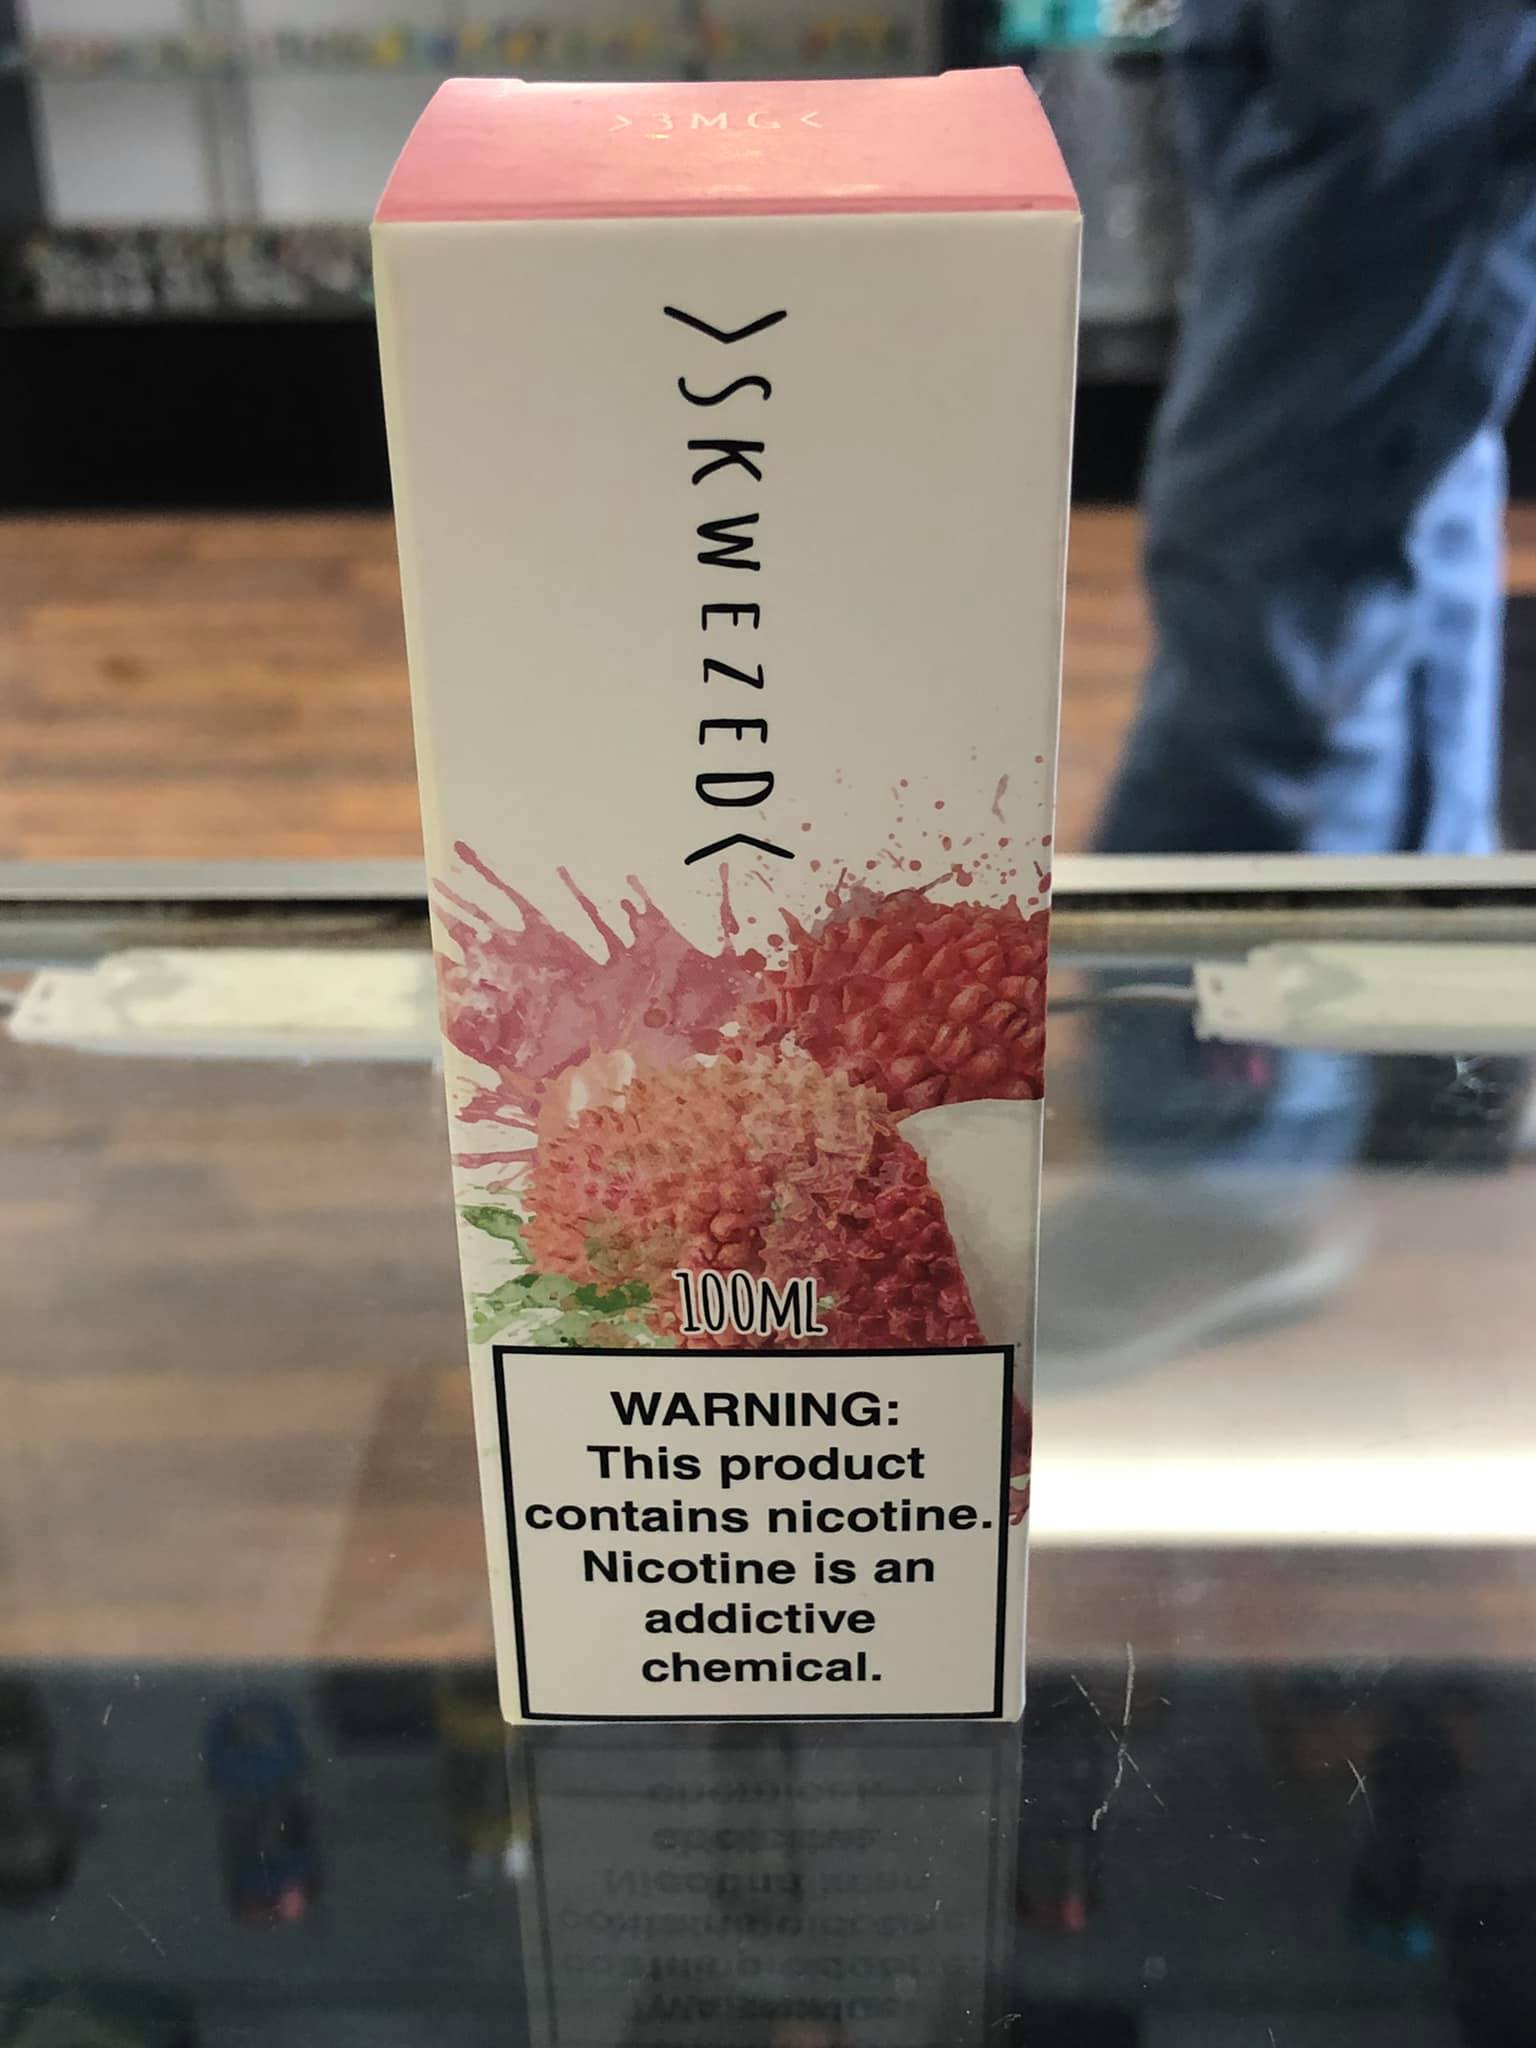 >3MG<
>SKWEZED<
100ML
WARNING:
This product
contains nicotine.
Nicotine is an
addictive
chemical.